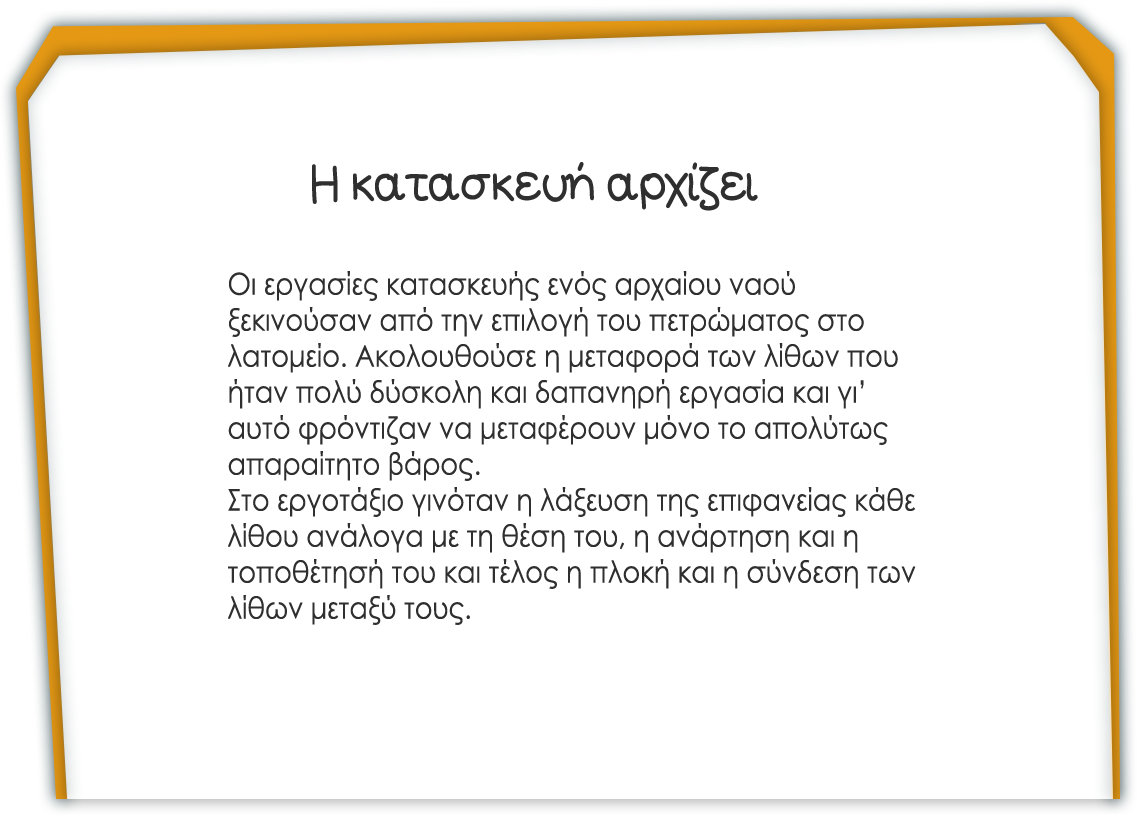 Η κατασκευή αρχίζει
Οι εργασίες κατασκευής ενός αρχαίου ναού
ξεκινούσαν από την επιλογή του πετρώματος στο
λατομείο. Ακολουθούσε η μεταφορά των λίθων που
ήταν πολύ δύσκολη και δαπανηρή εργασία και γι'
αυτό φρόντιζαν να μεταφέρουν μόνο το απολύτως
απαραίτητο βάρος.
Στο εργοτάξιο γινόταν η λάξευση της επιφανείας κάθε
λίθου ανάλογα με τη θέση του, η ανάρτηση και η
τοποθέτησή του και τέλος η πλοκή και η σύνδεση των
λίθων μεταξύ τους.